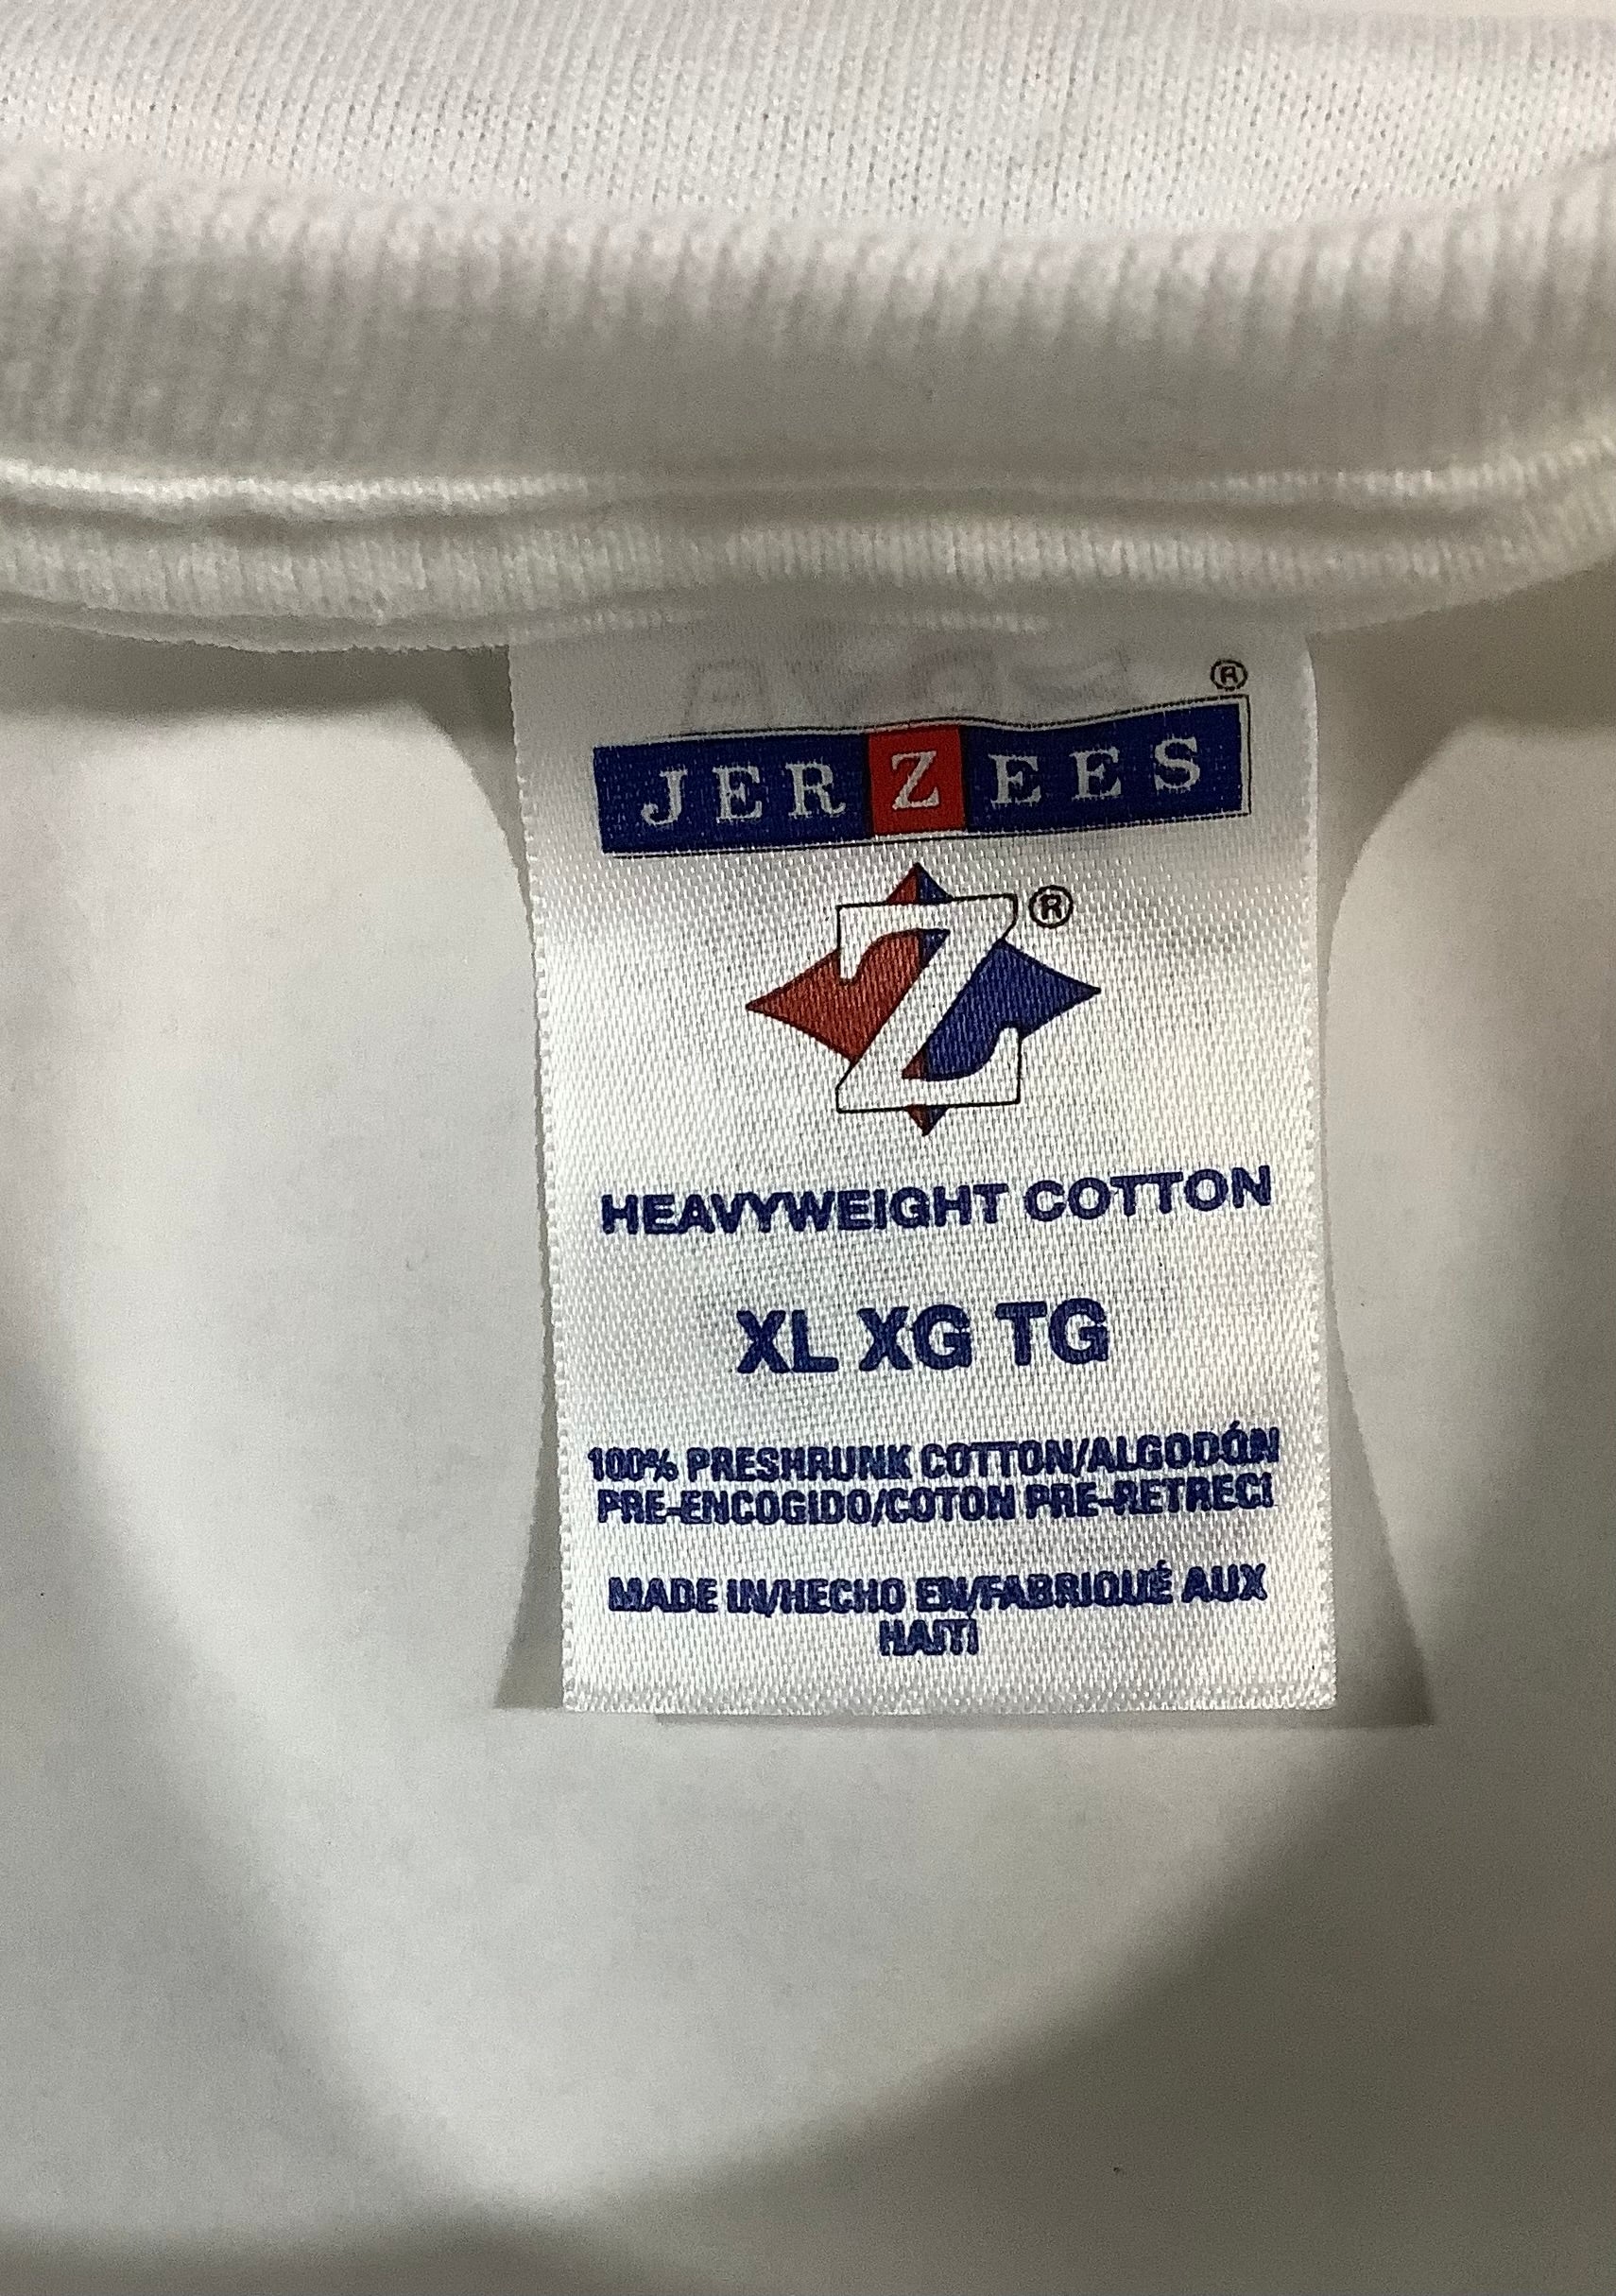 ®
JERZEES
Z ®
HEAVYWEIGHT COTTON
XL XG TG
100% PRESHRUNK COTTON/ALGODÓN
PRE-ENCOGIDO/COTON PRE-RETRECI
MADE IN/HECHO EN/FABRIQUÉ AUX
HAITI